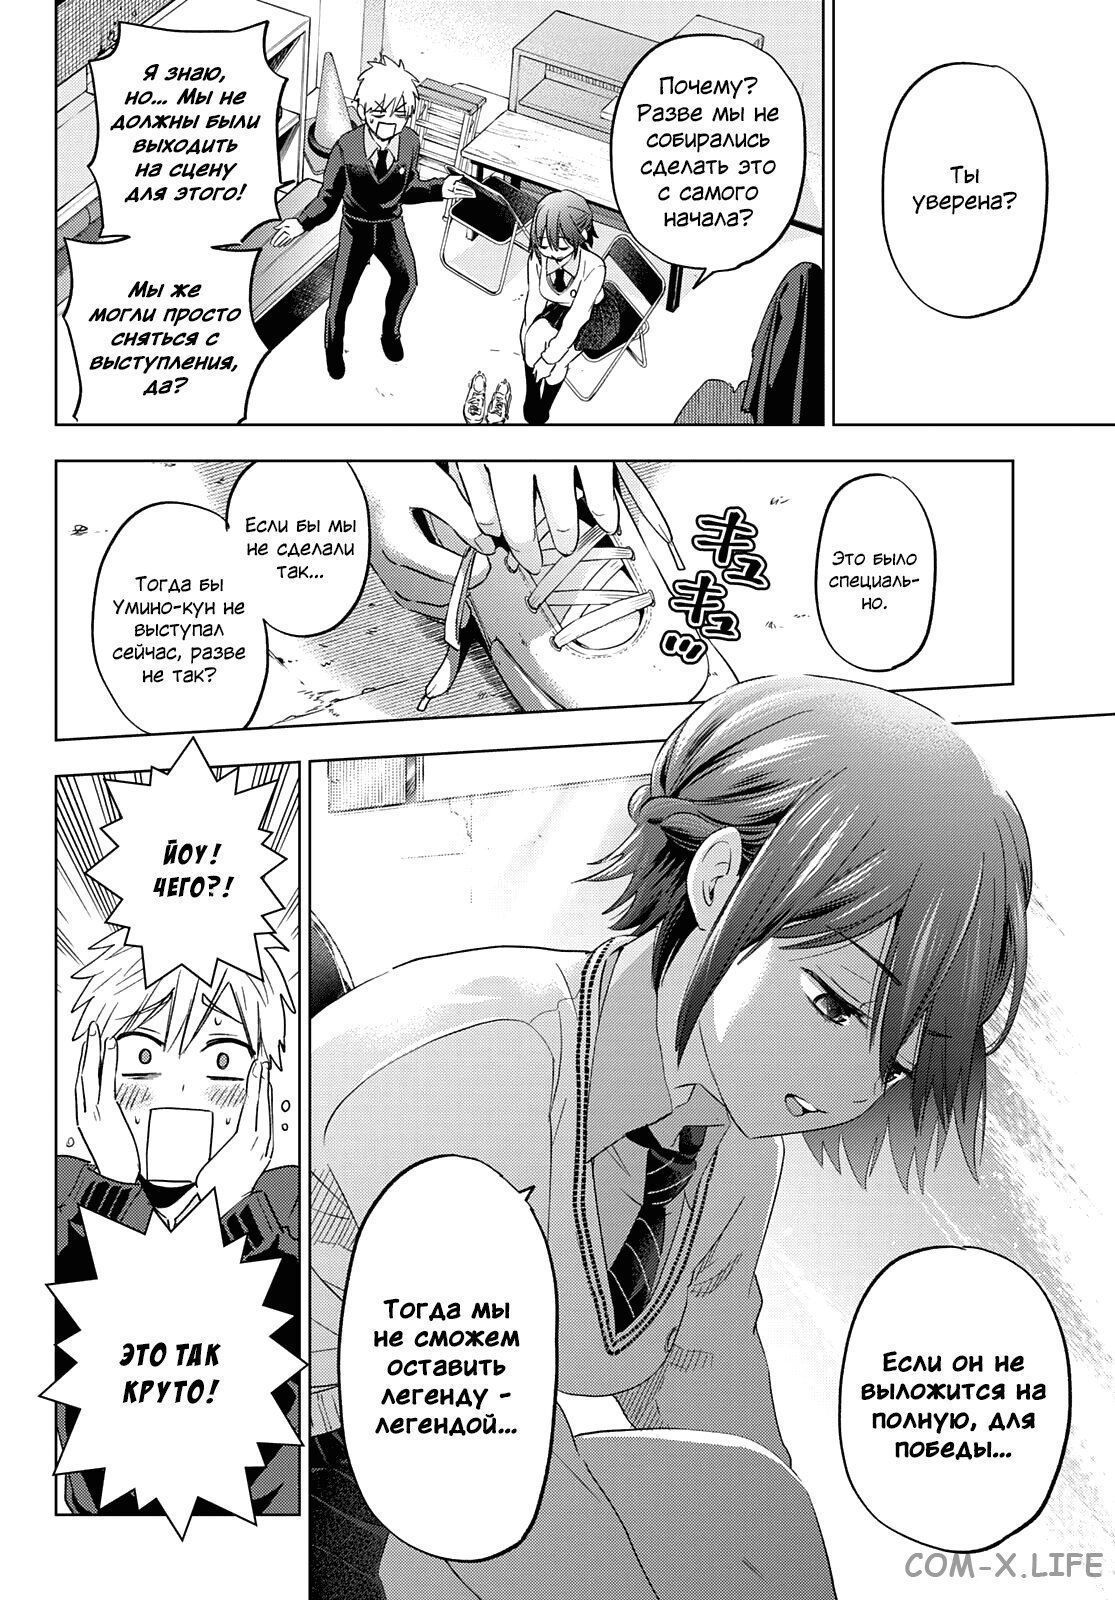 Ты
уверена?
Почему?
Разве мы не
собирались
сделать это
с самого
начала?
Я знаю,
но... Мы не
должны были
выходить
на сцену
для этого!
Мы же
могли просто
сняться с
выступления,
да?
Это было
специаль-
но.
キュ
キュッ
Если бы мы
не сделали
так...
Тогда бы
Умино-кун не
выступал
сейчас, разве
не так?
Если он не
выложится на
полную, для
победы...
Тогда мы
не сможем
оставить
легенду -
легендой...
ЙОУ!
ЧЕГО?!
ЭТО ТАК
КРУТО!
COM-X.LIFE